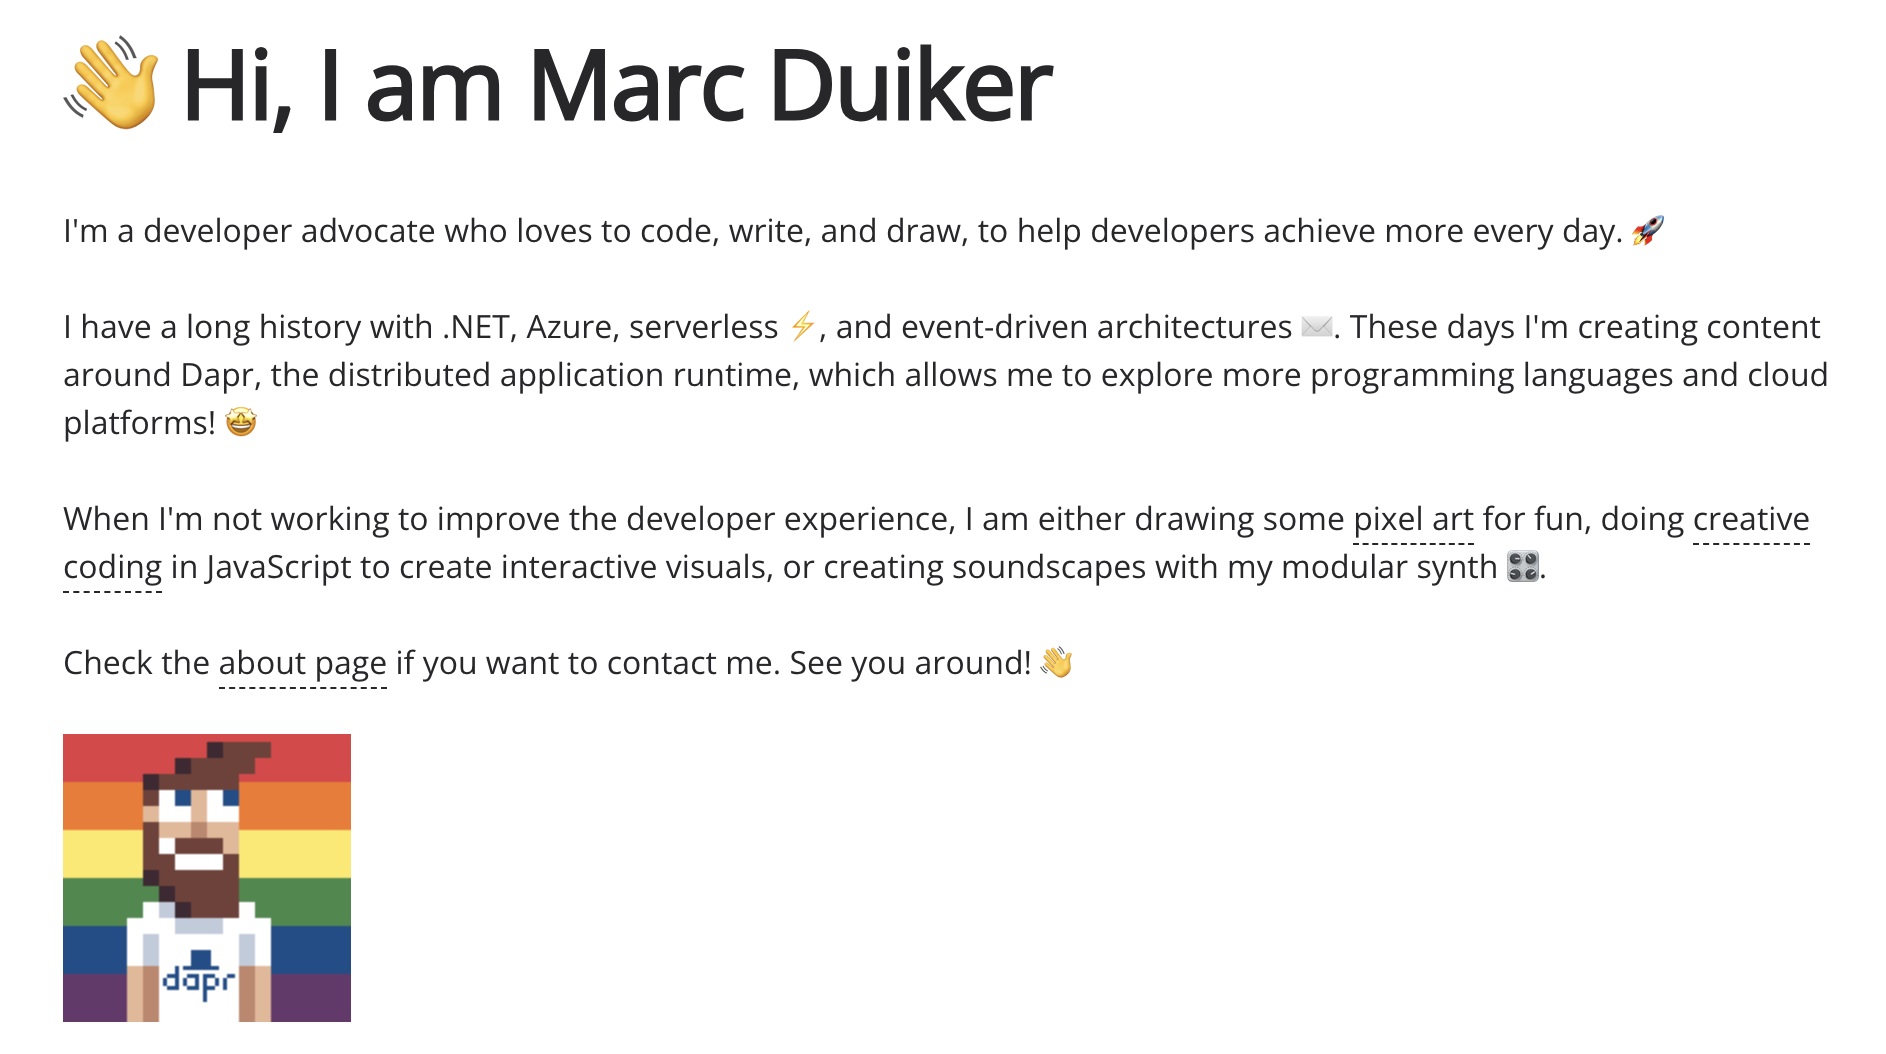 👋 Hi, I am Marc Duiker
I'm a developer advocate who loves to code, write, and draw, to help developers achieve more every day. 🚀
I have a long history with .NET, Azure, serverless ⚡, and event-driven architectures ✉️. These days I'm creating content
around Dapr, the distributed application runtime, which allows me to explore more programming languages and cloud
platforms! 🤩
When I'm not working to improve the developer experience, I am either drawing some pixel art for fun, doing creative
coding in JavaScript to create interactive visuals, or creating soundscapes with my modular synth 🎛️.
Check the about page if you want to contact me. See you around! 👋
dapr